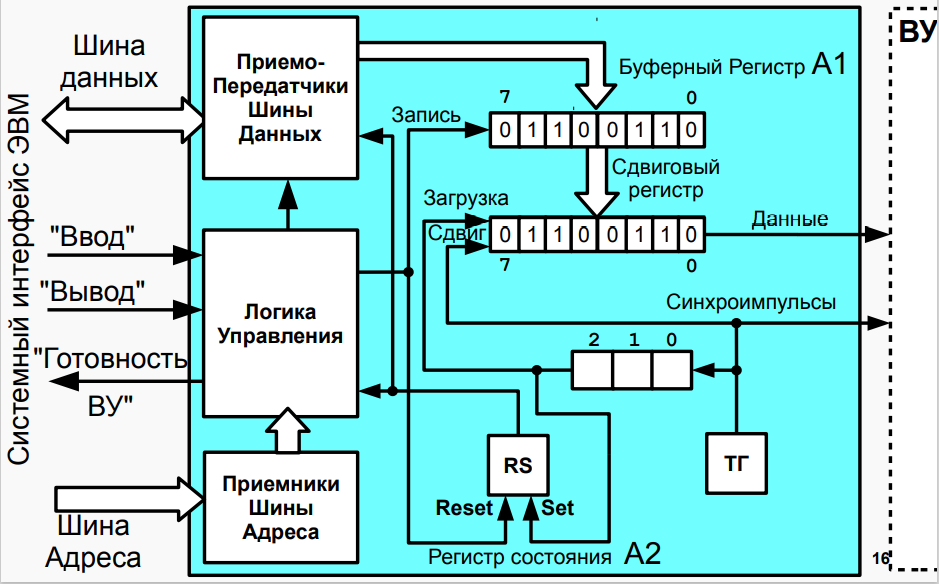 ВУ
Шина
данных
Приемо-
Передатчики
Шины
Данных
Буферный Регистр А1
7 0
Запись
0 1 1 0 0 1 1 0
Сдвиговый
регистр
Загрузка
Сдвиг
0 1 1 0 0 1 1 0
7 0
Данные
Системный интерфейс ЭВМ
"Ввод"
"Вывод"
"Готовность
ВУ"
Логика
Управления
Синхроимпульсы
2 1 0
RS
ТГ
Reset Set
Приемники
Шины
Адреса
Шина
Адреса
Регистр состояния А2
16